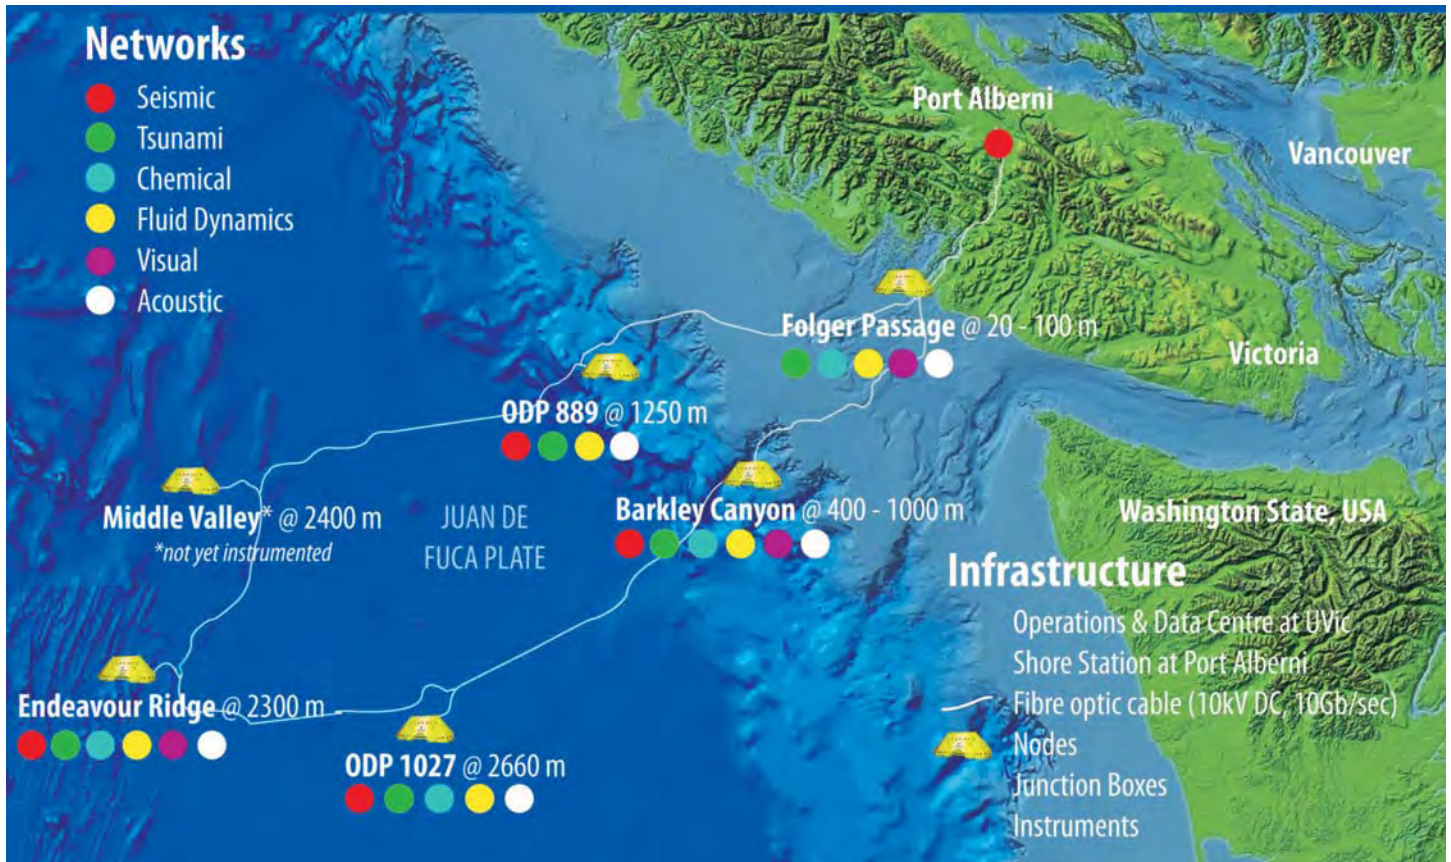 Networks
Seismic
Tsunami
Chemical
Fluid Dynamics
Visual
Acoustic
Port Alberni
Vancouver
Folger Passage @ 20 - 100 m
Victoria
ODP 889 @ 1250 m
Middle Valley* @ 2400 m
*not yet instrumented
JUAN DE
FUCA PLATE
Barkley Canyon @ 400 - 1000 m
Washington State, USA
Endeavour Ridge @ 2300 m
ODP 1027 @ 2660 m
Infrastructure
Operations & Data Centre at UVic
Shore Station at Port Alberni
Fibre optic cable (10kV DC, 10Gb/sec)
Nodes
Junction Boxes
Instruments